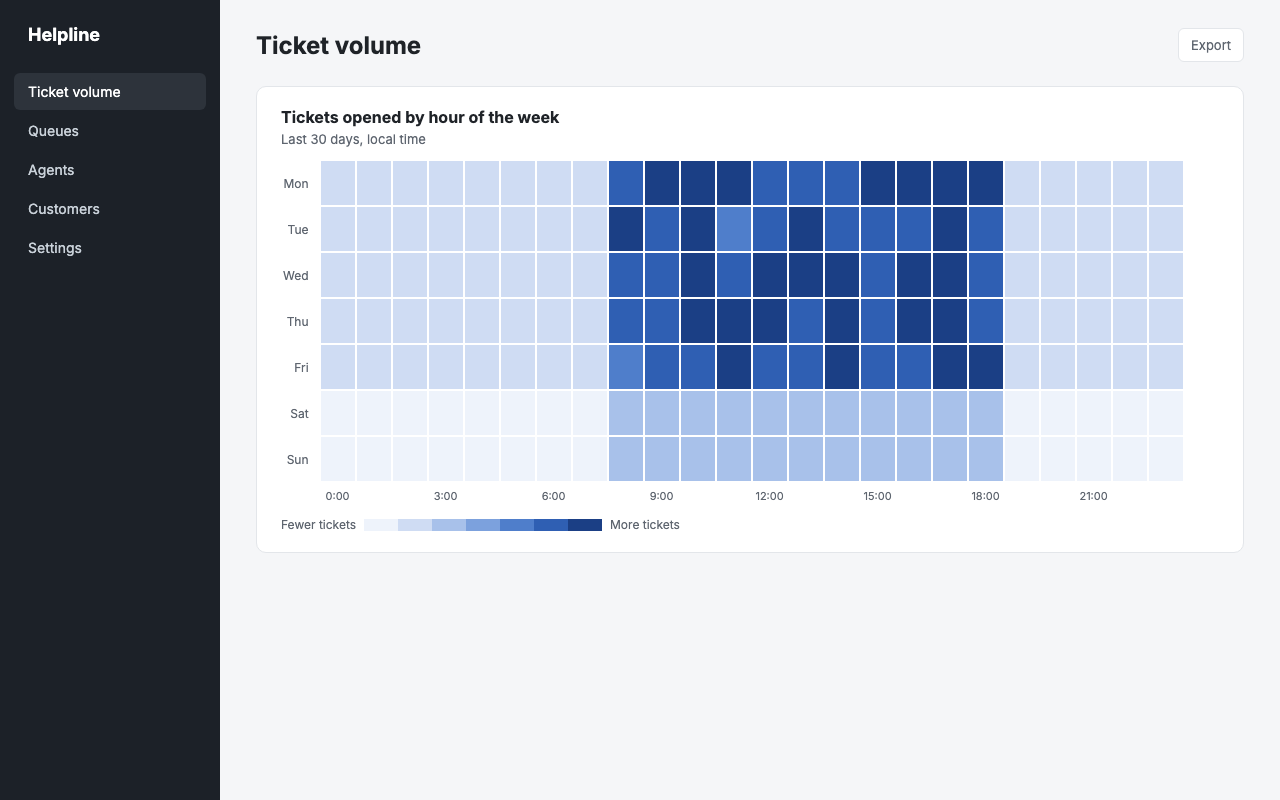 Helpline
Ticket volume
Queues
Agents
Customers
Settings
Ticket volume
Export
Tickets opened by hour of the week
Last 30 days, local time
Mon
Tue
Wed
Thu
Fri
Sat
Sun
0:00 3:00 6:00 9:00 12:00 15:00 18:00 21:00
Fewer tickets More tickets